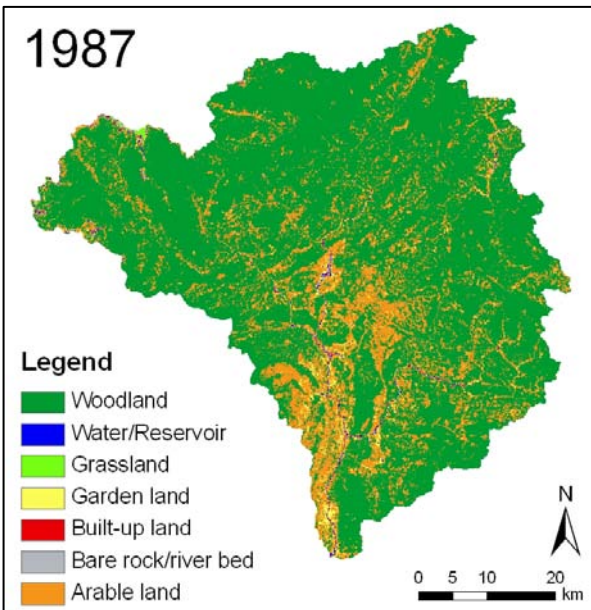 1987
Legend
Woodland
Water/Reservoir
Grassland
Garden land
Built-up land
Bare rock/river bed
Arable land
N
0 5 10 20
km